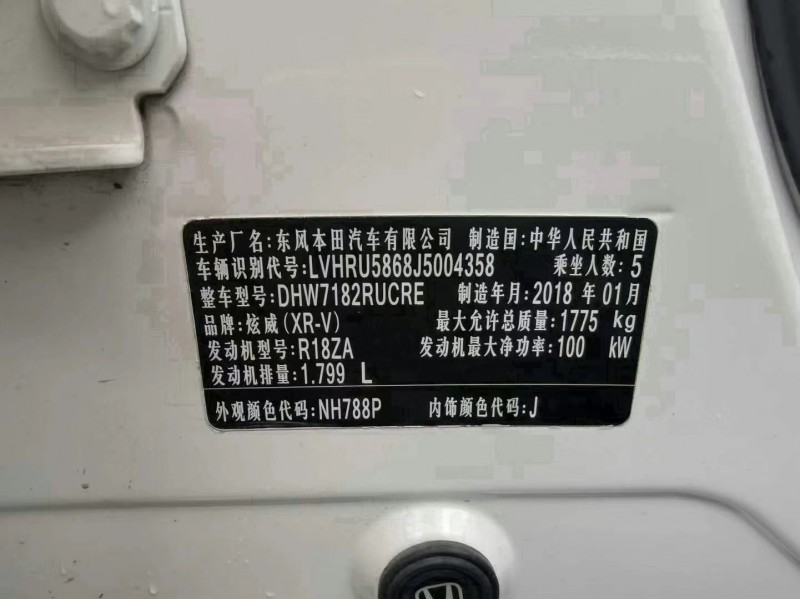 生产厂名:东风本田汽车有限公司 制造国:中华人民共和国
车辆识别代号:LVHRU5868J5004358 乘坐人数:5
整车型号:DHW7182RUCRE 制造年月:2018 年 01月
品牌:炫威(XR-V) 最大允许总质量:1775 kg
发动机型号:R18ZA 发动机最大净功率:100 kW
发动机排量:1.799 L
外观颜色代码:NH788P 内饰颜色代码:J